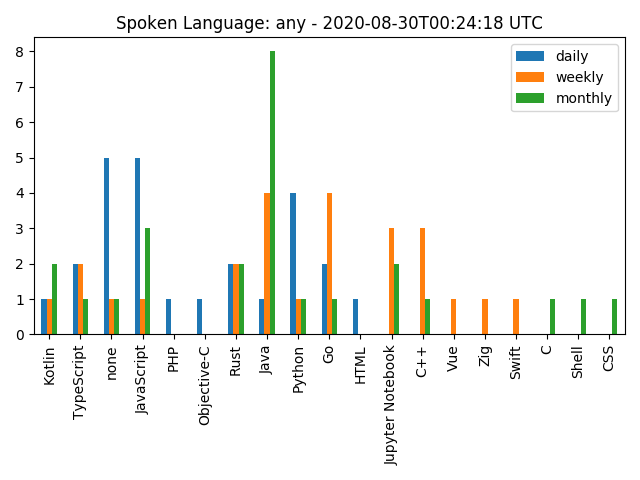 Spoken Language: any - 2020-08-30T00:24:18 UTC
daily
weekly
monthly
8
7
6
5
4
3
2
1
0
Kotlin
TypeScript
none
JavaScript
PHP
Objective-C
Rust
Java
Python
Go
HTML
Jupyter Notebook
C++
Vue
Zig
Swift
C
Shell
CSS